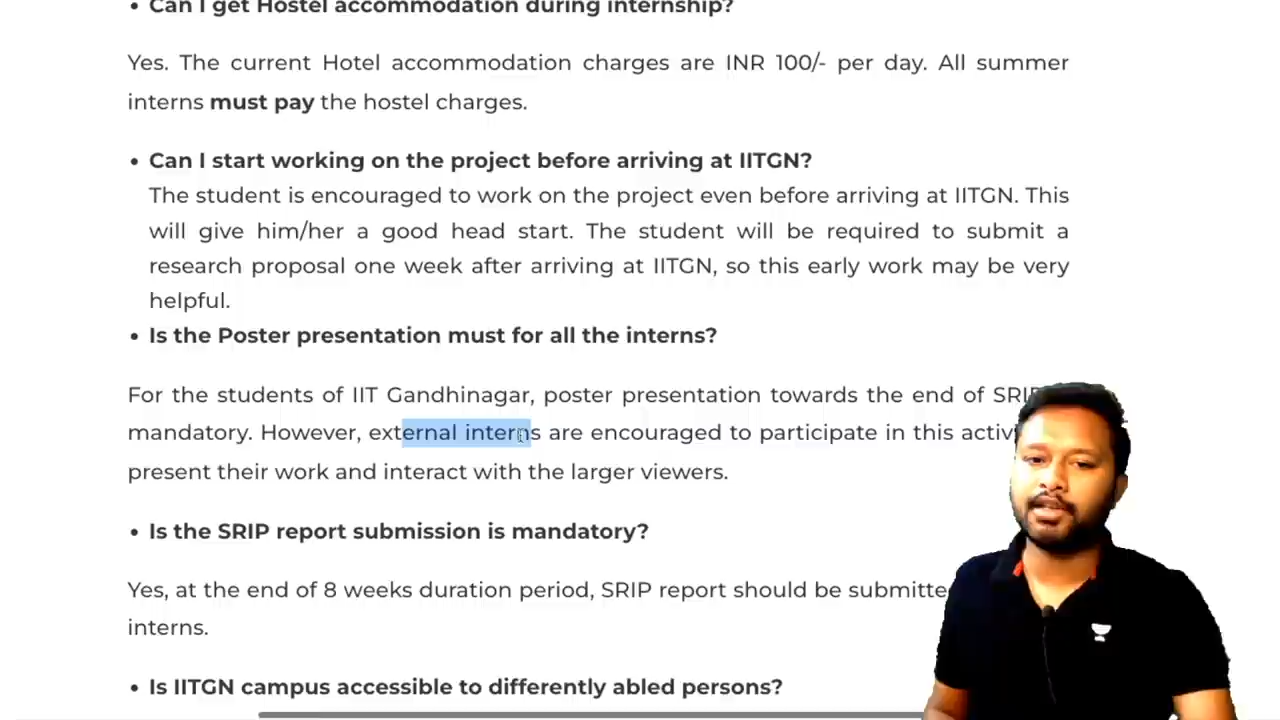 • Can I get Hostel accommodation during internship?
Yes. The current Hotel accommodation charges are INR 100/- per day. All summer
interns must pay the hostel charges.
• Can I start working on the project before arriving at IITGN?
The student is encouraged to work on the project even before arriving at IITGN. This
will give him/her a good head start. The student will be required to submit a
research proposal one week after arriving at IITGN, so this early work may be very
helpful.
• Is the Poster presentation must for all the interns?
For the students of IIT Gandhinagar, poster presentation towards the end of
mandatory. However, external interns are encouraged to participate in this
present their work and interact with the larger viewers.
• Is the SRIP report submission is mandatory?
Yes, at the end of 8 weeks duration period, SRIP report should be
interns.
• Is IITGN campus accessible to differently abled persons?